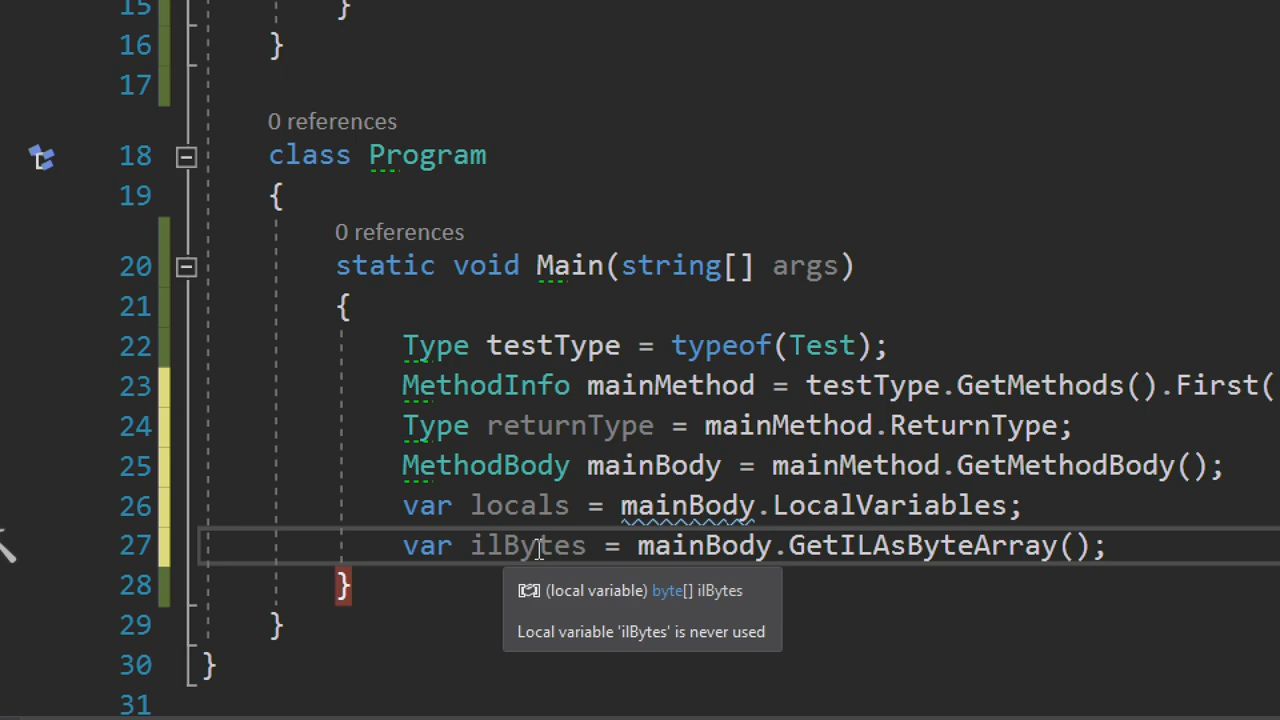 15 }
16 }
17
0 references
18 class Program
19 {
0 references
20 static void Main(string[] args)
21 {
22 Type testType = typeof(Test);
23 MethodInfo mainMethod = testType.GetMethods().First(
24 Type returnType = mainMethod.ReturnType;
25 MethodBody mainBody = mainMethod.GetMethodBody();
26 var locals = mainBody.LocalVariables;
27 var ilBytes = mainBody.GetILAsByteArray();
28 }
(local variable) byte[] ilBytes
Local variable 'ilBytes' is never used
29 }
30 }
31